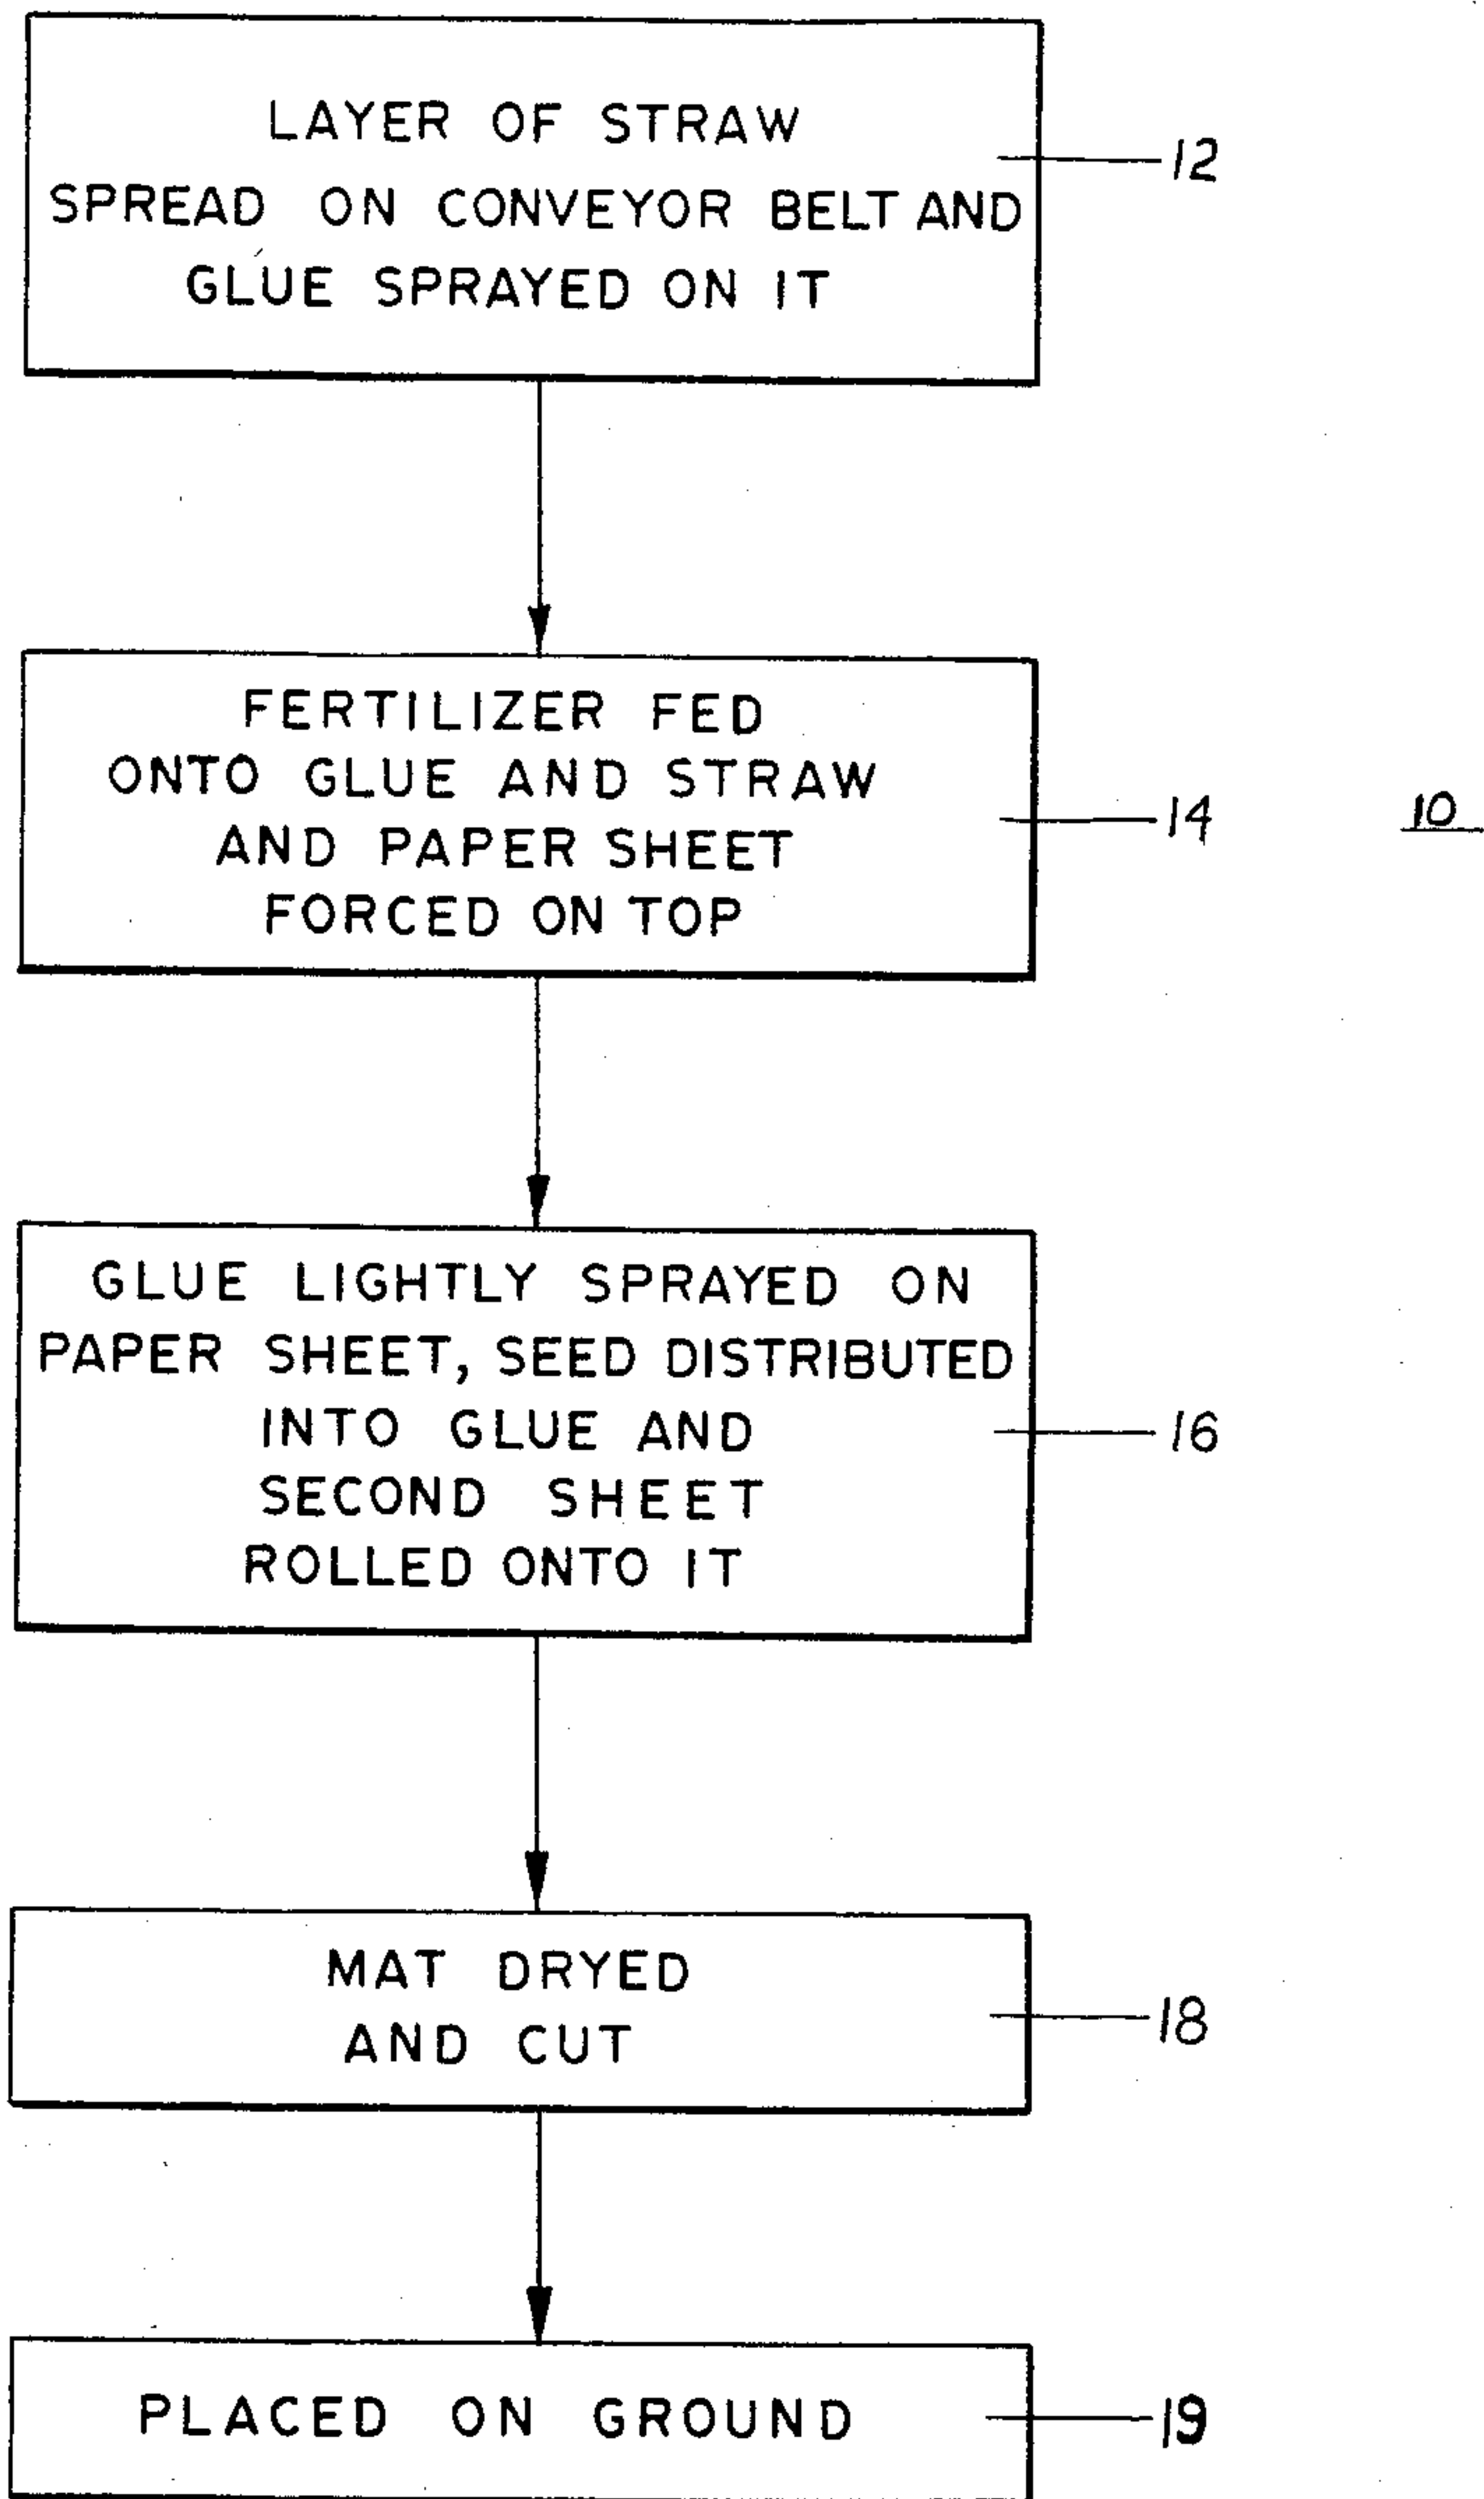 LAYER OF STRAW
SPREAD ON CONVEYOR BELT AND
GLUE SPRAYED ON IT
12
FERTILIZER FED
ONTO GLUE AND STRAW
AND PAPER SHEET
FORCED ON TOP
14
10
GLUE LIGHTLY SPRAYED ON
PAPER SHEET, SEED DISTRIBUTED
INTO GLUE AND
SECOND SHEET
ROLLED ONTO IT
16
MAT DRYED
AND CUT
18
PLACED ON GROUND
19